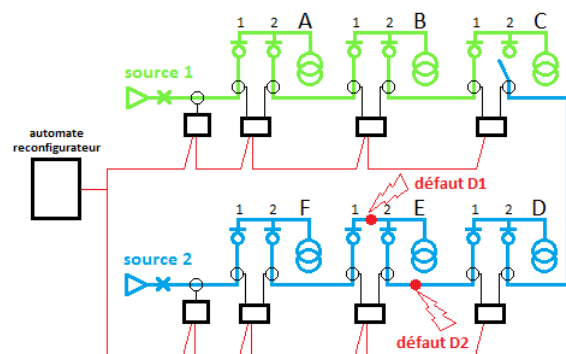 1 2 A 1 2 B 1 2 C
source 1
automate
reconfigurateur
défaut D1
1 2 F 1 2 E 1 2 D
source 2
défaut D2